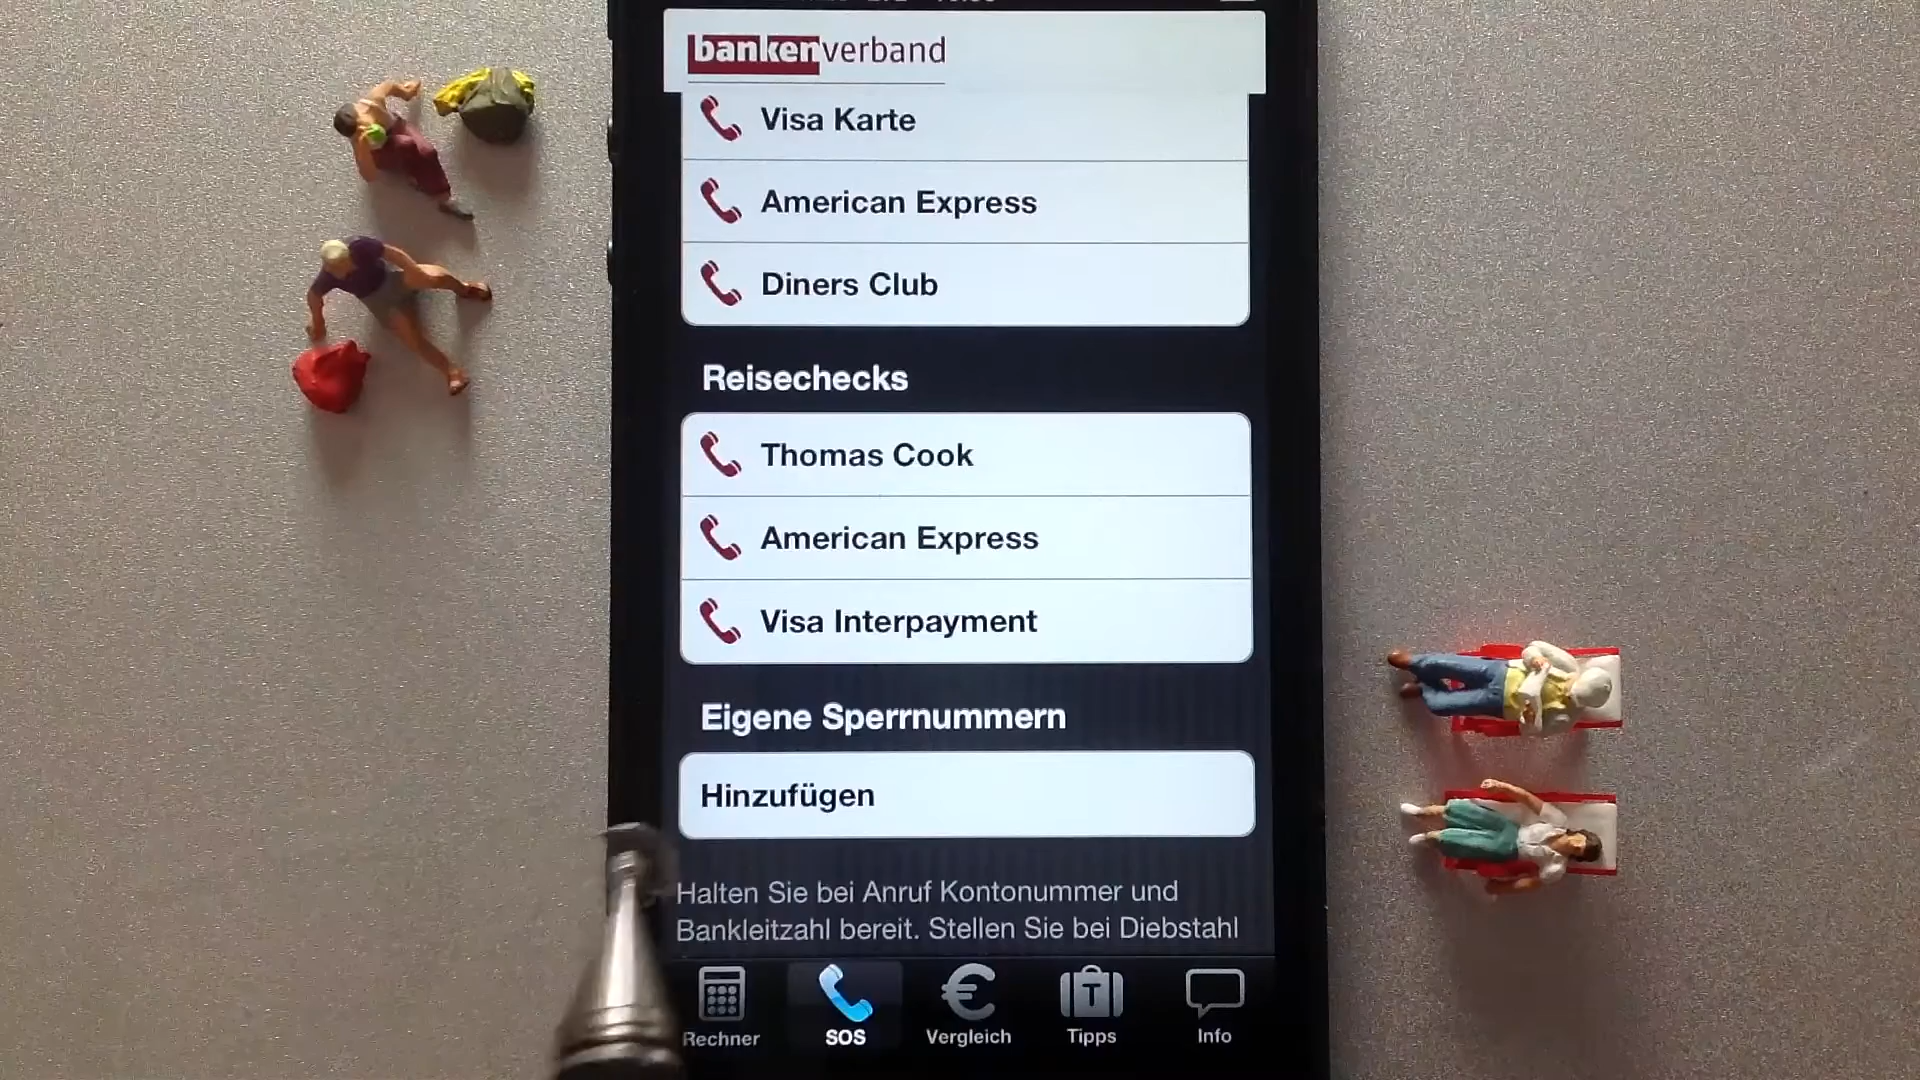 bankenverband
Visa Karte
American Express
Diners Club
Reisechecks
Thomas Cook
American Express
Visa Interpayment
Eigene Sperrnummern
Hinzufügen
Halten Sie bei Anruf Kontonummer und
Bankleitzahl bereit. Stellen Sie bei Diebstahl
Rechner
SOS
Vergleich
T
Tipps
Info